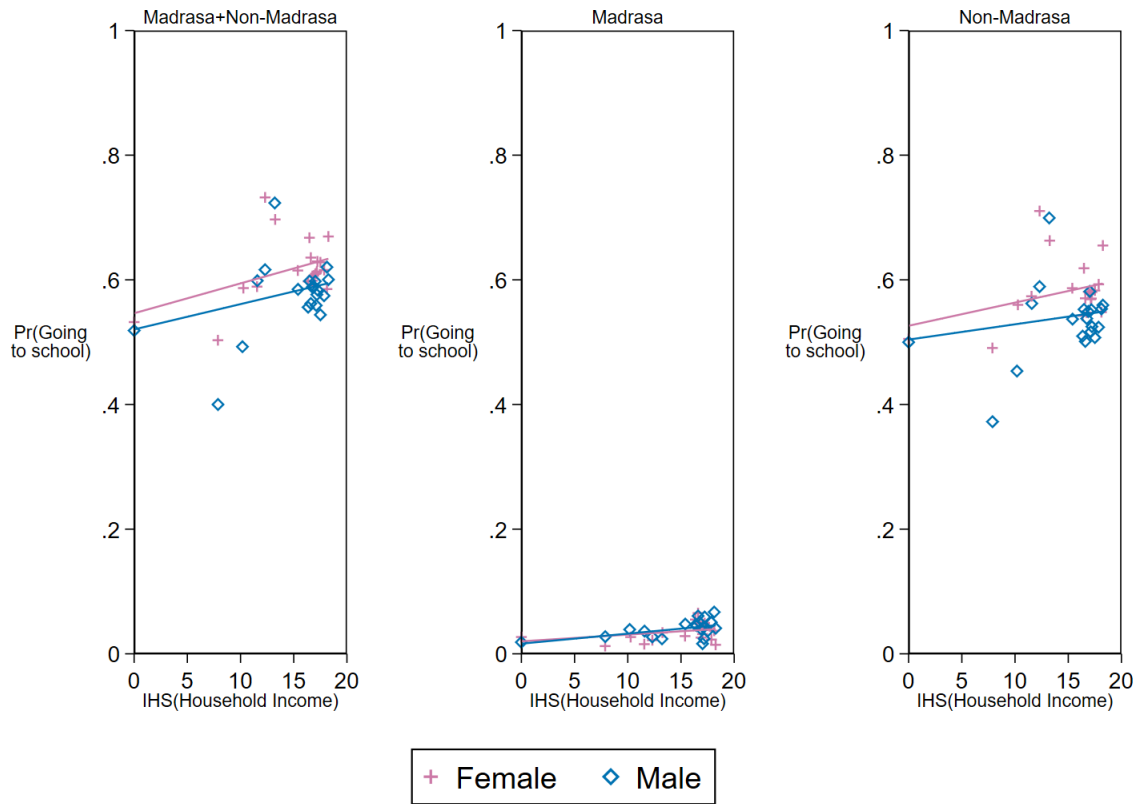 Madrasa+Non-Madrasa
1
.8
.6
.4
.2
0
Pr(Going
to school)
0 5 10 15 20
IHS(Household Income)
Madrasa
1
.8
.6
.4
.2
0
Pr(Going
to school)
0 5 10 15 20
IHS(Household Income)
Non-Madrasa
1
.8
.6
.4
.2
0
Pr(Going
to school)
0 5 10 15 20
IHS(Household Income)
Female Male